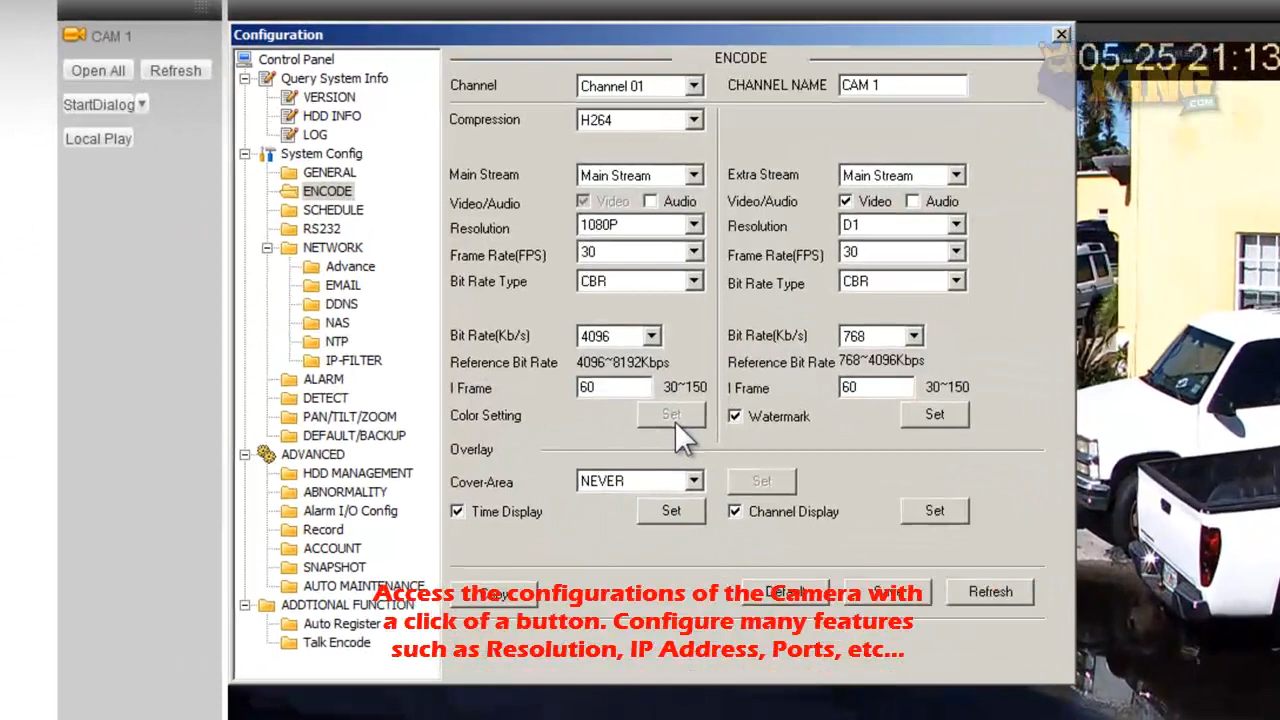 CAM 1
Open All
Refresh
StartDialog
Local Play
Configuration
Control Panel
Query System Info
VERSION
HDD INFO
LOG
System Config
GENERAL
ENCODE
SCHEDULE
RS232
NETWORK
Advance
EMAIL
DDNS
NAS
NTP
IP-FILTER
ALARM
DETECT
PAN/TILT/ZOOM
DEFAULT/BACKUP
ADVANCED
HDD MANAGEMENT
ABNORMALITY
Alarm I/O Config
Record
ACCOUNT
SNAPSHOT
AUTO MAINTENANCE
ADDTIONAL FUNCTION
Auto Register
Talk Encode
ENCODE
Channel Channel 01 CHANNEL NAME CAM 1
Compression H264
Main Stream Main Stream Extra Stream Main Stream
Video/Audio Video Audio Video/Audio Video Audio
Resolution 1080P Resolution D1
Frame Rate(FPS) 30 Frame Rate(FPS) 30
Bit Rate Type CBR Bit Rate Type CBR
Bit Rate(Kb/s) 4096 Bit Rate(Kb/s) 768
Reference Bit Rate 4096~8192Kbps Reference Bit Rate 768~4096Kbps
I Frame 60 30~150 I Frame 60 30~150
Color Setting Set Watermark Set
Overlay
Cover-Area NEVER Set
Time Display Set Channel Display Set
Refresh
Access the configurations of the Camera with
a click of a button. Configure many features
such as Resolution, IP Address, Ports, etc...
05-25 21:13
KING
.COM